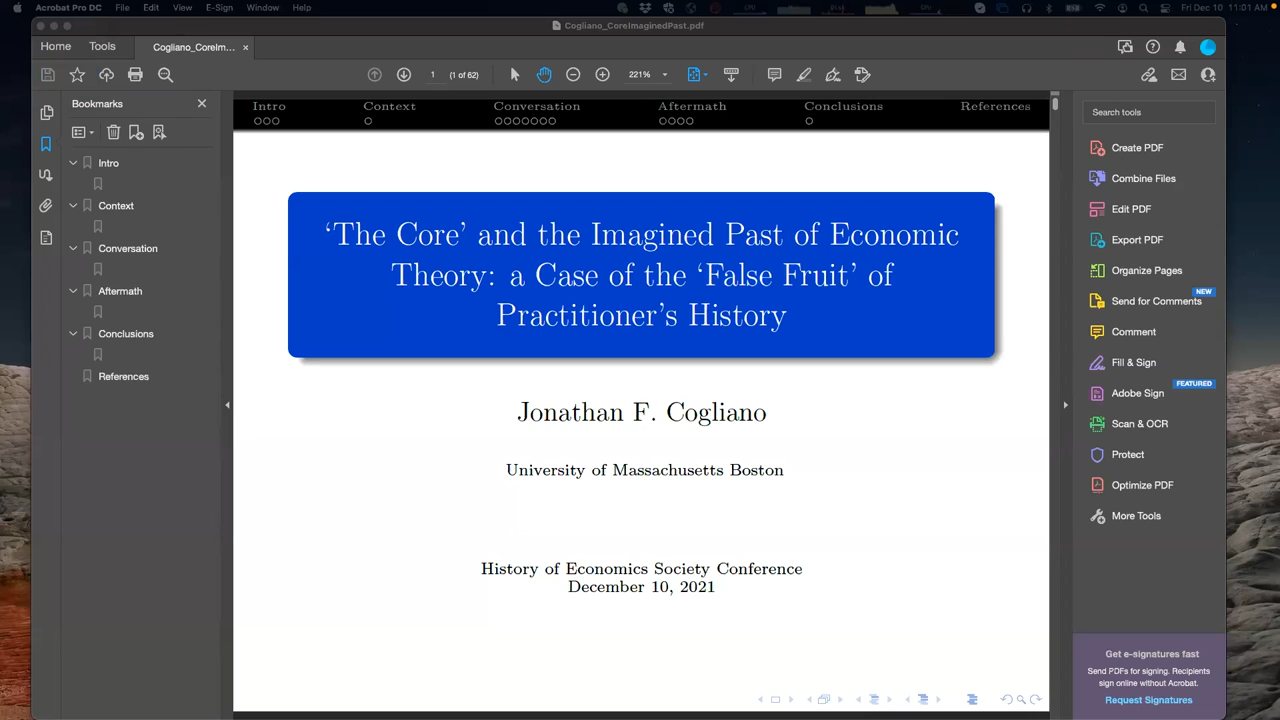 Acrobat Pro DC File Edit View E-Sign Window Help Fri Dec 10 11:01 AM
Cogliano_CoreImaginedPast.pdf
Home Tools Cogliano_CoreIm... ×
1 (1 of 62) 221%
Bookmarks
Intro
Context
Conversation
Aftermath
Conclusions
References
Intro Context Conversation Aftermath Conclusions References
‘The Core’ and the Imagined Past of Economic
Theory: a Case of the ‘False Fruit’ of
Practitioner’s History
Jonathan F. Cogliano
University of Massachusetts Boston
History of Economics Society Conference
December 10, 2021
Search tools
Create PDF
Combine Files
Edit PDF
Export PDF
Organize Pages
NEW
Send for Comments
Comment
Fill & Sign
FEATURED
Adobe Sign
Scan & OCR
Protect
Optimize PDF
More Tools
Get e-signatures fast
Send PDFs for signing. Recipients
sign online without Acrobat.
Request Signatures